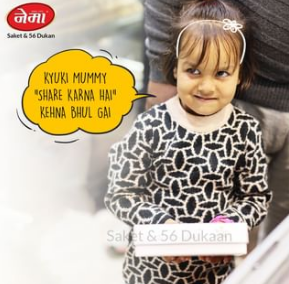 नेमा
Saket & 56 Dukan
KYUKI MUMMY
"SHARE KARNA HAI"
KEHNA BHUL GAI
Saket & 56 Dukaan